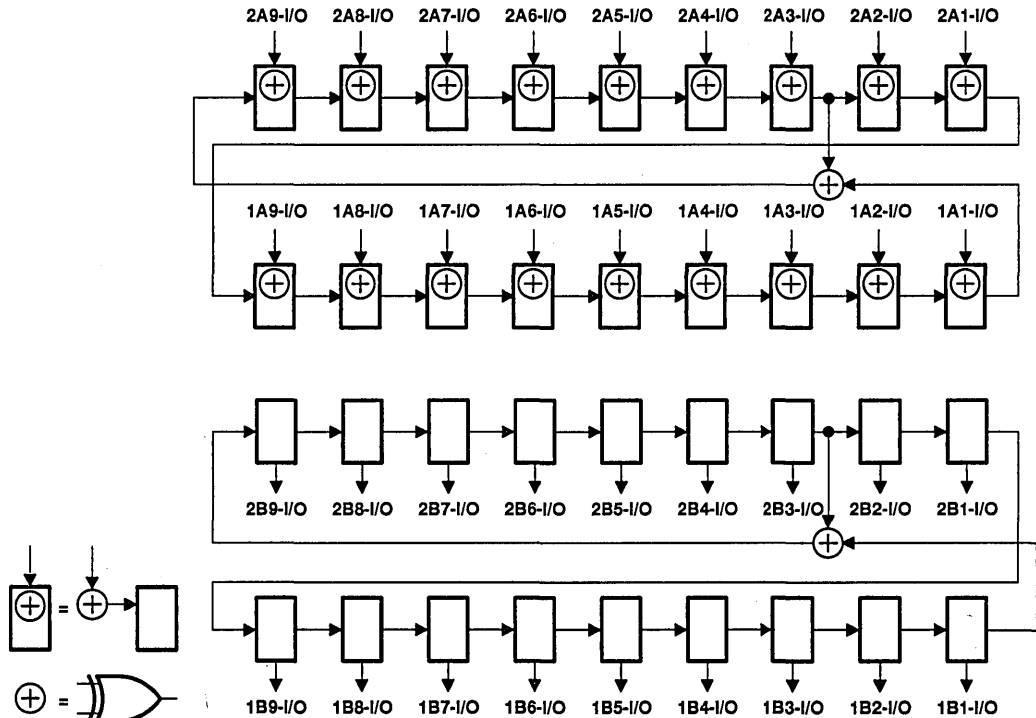 2A9-I/O 2A8-I/O 2A7-I/O 2A6-I/O 2A5-I/O 2A4-I/O 2A3-I/O 2A2-I/O 2A1-I/O
1A9-I/O 1A8-I/O 1A7-I/O 1A6-I/O 1A5-I/O 1A4-I/O 1A3-I/O 1A2-I/O 1A1-I/O
2B9-I/O 2B8-I/O 2B7-I/O 2B6-I/O 2B5-I/O 2B4-I/O 2B3-I/O 2B2-I/O 2B1-I/O
=
=
1B9-I/O 1B8-I/O 1B7-I/O 1B6-I/O 1B5-I/O 1B4-I/O 1B3-I/O 1B2-I/O 1B1-I/O